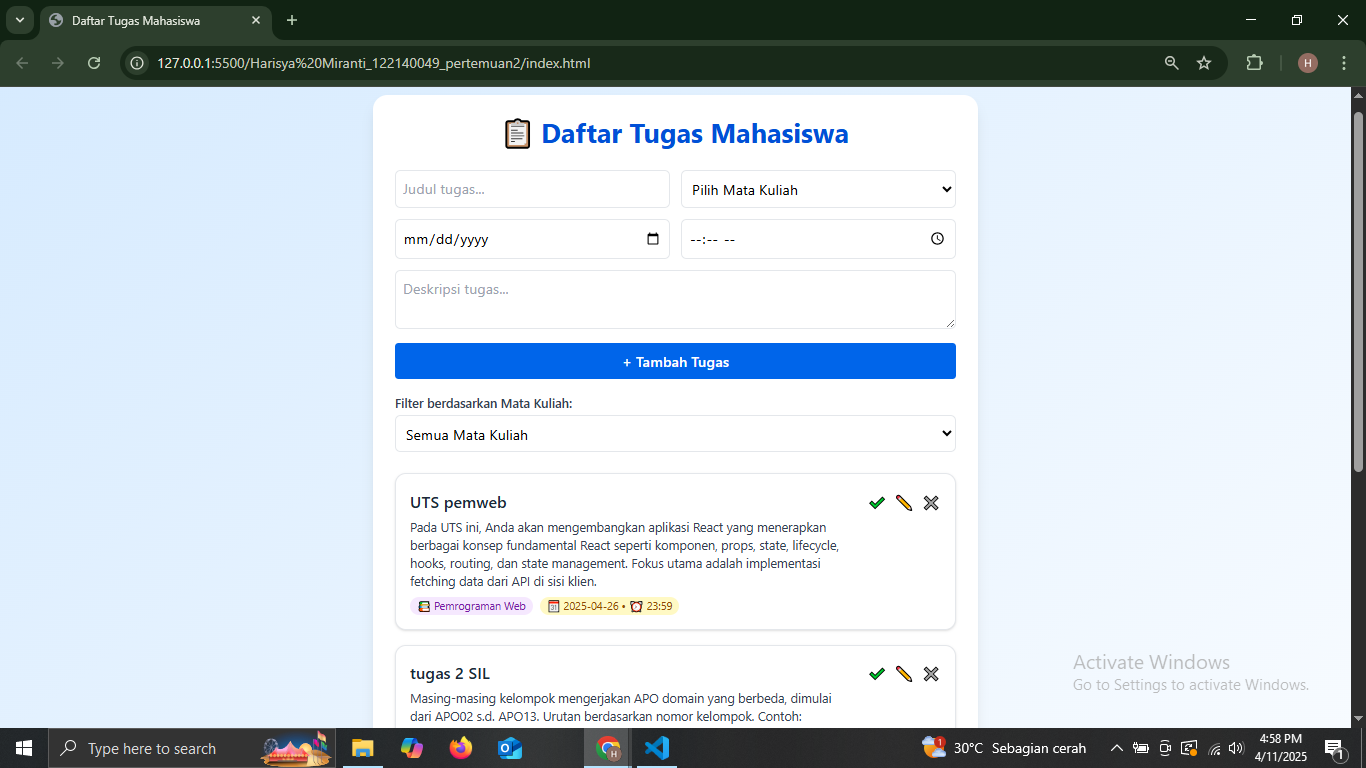 Daftar Tugas Mahasiswa
127.0.0.1:5500/Harisya%20Miranti_122140049_pertemuan2/index.html
H
Daftar Tugas Mahasiswa
Judul tugas...
Pilih Mata Kuliah
mm/dd/yyyy
--:-- --
Deskripsi tugas...
+ Tambah Tugas
Filter berdasarkan Mata Kuliah:
Semua Mata Kuliah
UTS pemweb
Pada UTS ini, Anda akan mengembangkan aplikasi React yang menerapkan
berbagai konsep fundamental React seperti komponen, props, state, lifecycle,
hooks, routing, dan state management. Fokus utama adalah implementasi
fetching data dari API di sisi klien.
Pemrograman Web
2025-04-26 • 23:59
tugas 2 SIL
Masing-masing kelompok mengerjakan APO domain yang berbeda, dimulai
dari APO02 s.d. APO13. Urutan berdasarkan nomor kelompok. Contoh:
Activate Windows
Go to Settings to activate Windows.
Type here to search
H
1
30°C Sebagian cerah
4:58 PM
4/11/2025
1